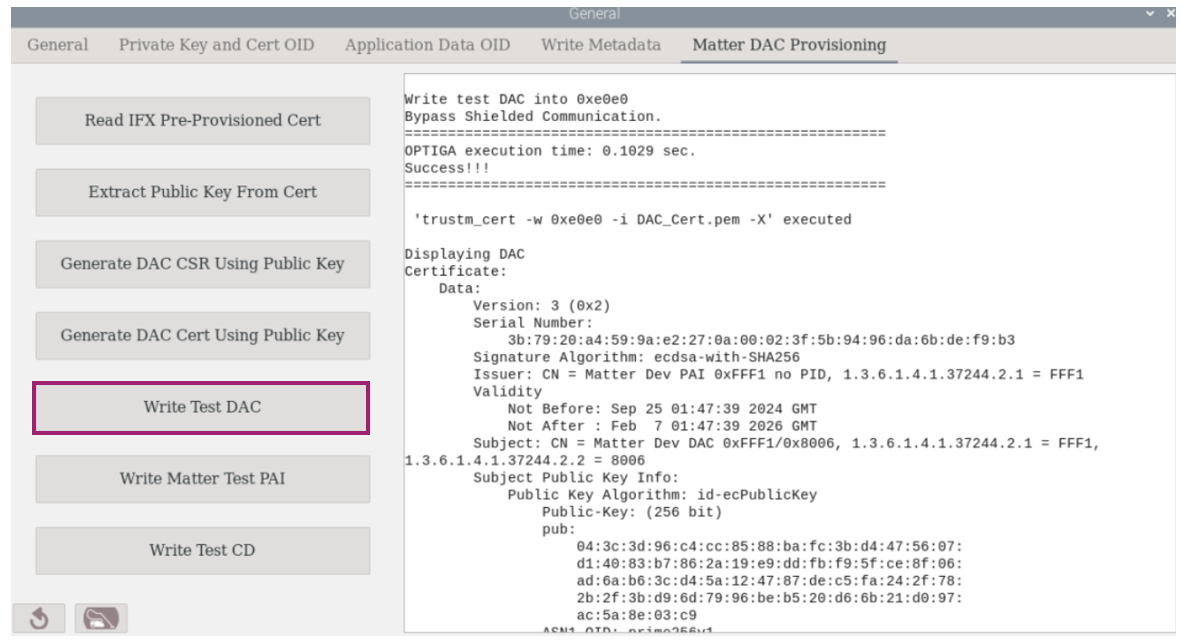 General
General Private Key and Cert OID Application Data OID Write Metadata Matter DAC Provisioning
Read IFX Pre-Provisioned Cert
Extract Public Key From Cert
Generate DAC CSR Using Public Key
Generate DAC Cert Using Public Key
Write Test DAC
Write Matter Test PAI
Write Test CD
Write test DAC into 0xe0e0
Bypass Shielded Communication.
========================================================
OPTIGA execution time: 0.1029 sec.
Success!!!
========================================================
'trustm_cert -w 0xe0e0 -i DAC_Cert.pem -X' executed
Displaying DAC
Certificate:
Data:
Version: 3 (0x2)
Serial Number:
3b:79:20:a4:59:9a:e2:27:0a:00:02:3f:5b:94:96:da:6b:de:f9:b3
Signature Algorithm: ecdsa-with-SHA256
Issuer: CN = Matter Dev PAI 0xFFF1 no PID, 1.3.6.1.4.1.37244.2.1 = FFF1
Validity
Not Before: Sep 25 01:47:39 2024 GMT
Not After : Feb 7 01:47:39 2026 GMT
Subject: CN = Matter Dev DAC 0xFFF1/0x8006, 1.3.6.1.4.1.37244.2.1 = FFF1,
1.3.6.1.4.1.37244.2.2 = 8006
Subject Public Key Info:
Public Key Algorithm: id-ecPublicKey
Public-Key: (256 bit)
pub:
04:3c:3d:96:c4:cc:85:88:ba:fc:3b:d4:47:56:07:
d1:40:83:b7:86:2a:19:e9:dd:fb:f9:5f:ce:8f:06:
ad:6a:b6:3c:d4:5a:12:47:87:de:c5:fa:24:2f:78:
2b:2f:3b:d9:6d:79:96:be:b5:20:d6:6b:21:d0:97:
ac:5a:8e:03:c9
ASN1 OID: prime256v1